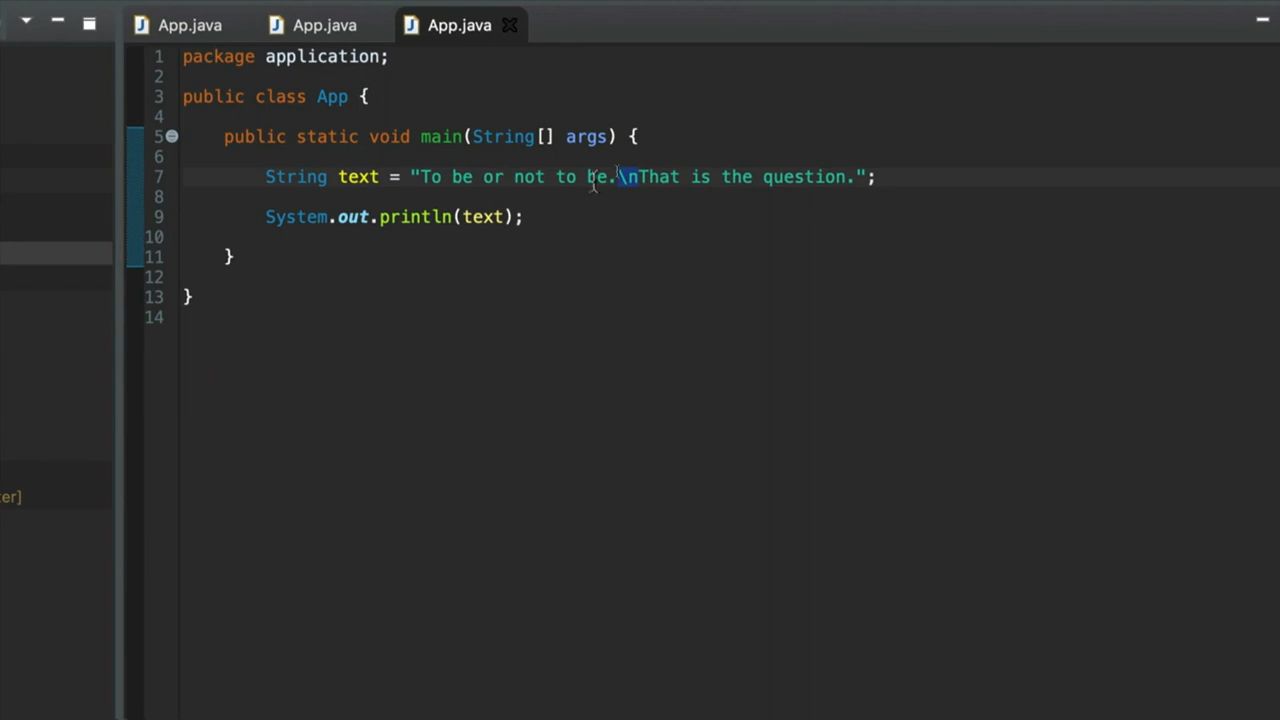 App.java App.java App.java
1 package application;
2
3 public class App {
4
5 public static void main(String[] args) {
6
7 String text = "To be or not to be.\nThat is the question.";
8
9 System.out.println(text);
10
11 }
12
13 }
14
ter]